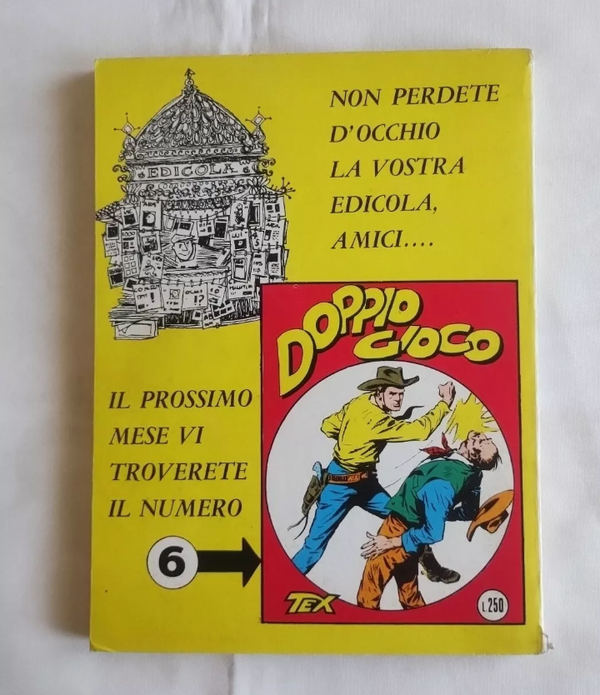 EDICOLA
NON PERDETE
D'OCCHIO
LA VOSTRA
EDICOLA,
AMICI....
DOPPIO
GIOCO
IL PROSSIMO
MESE VI
TROVERETE
IL NUMERO
6
TEX
L.250